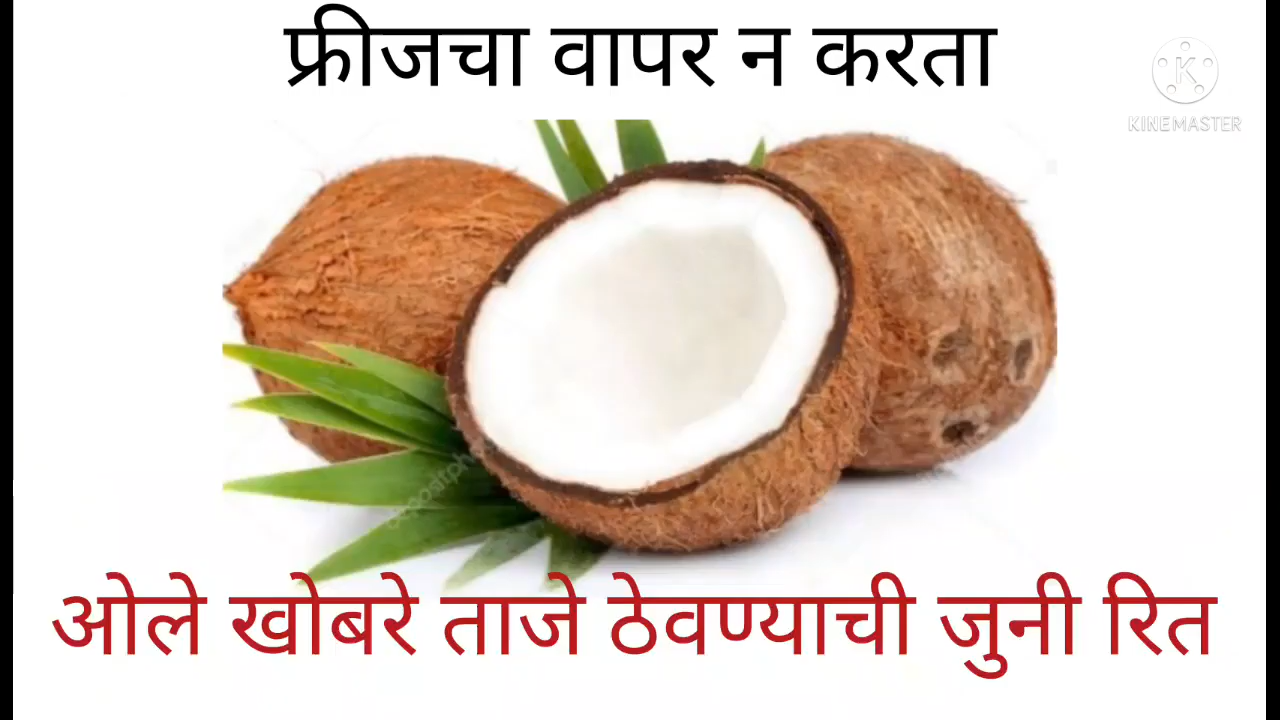 फ्रीजचा वापर न करता
KINEMASTER
ओले खोबरे ताजे ठेवण्याची जुनी रित